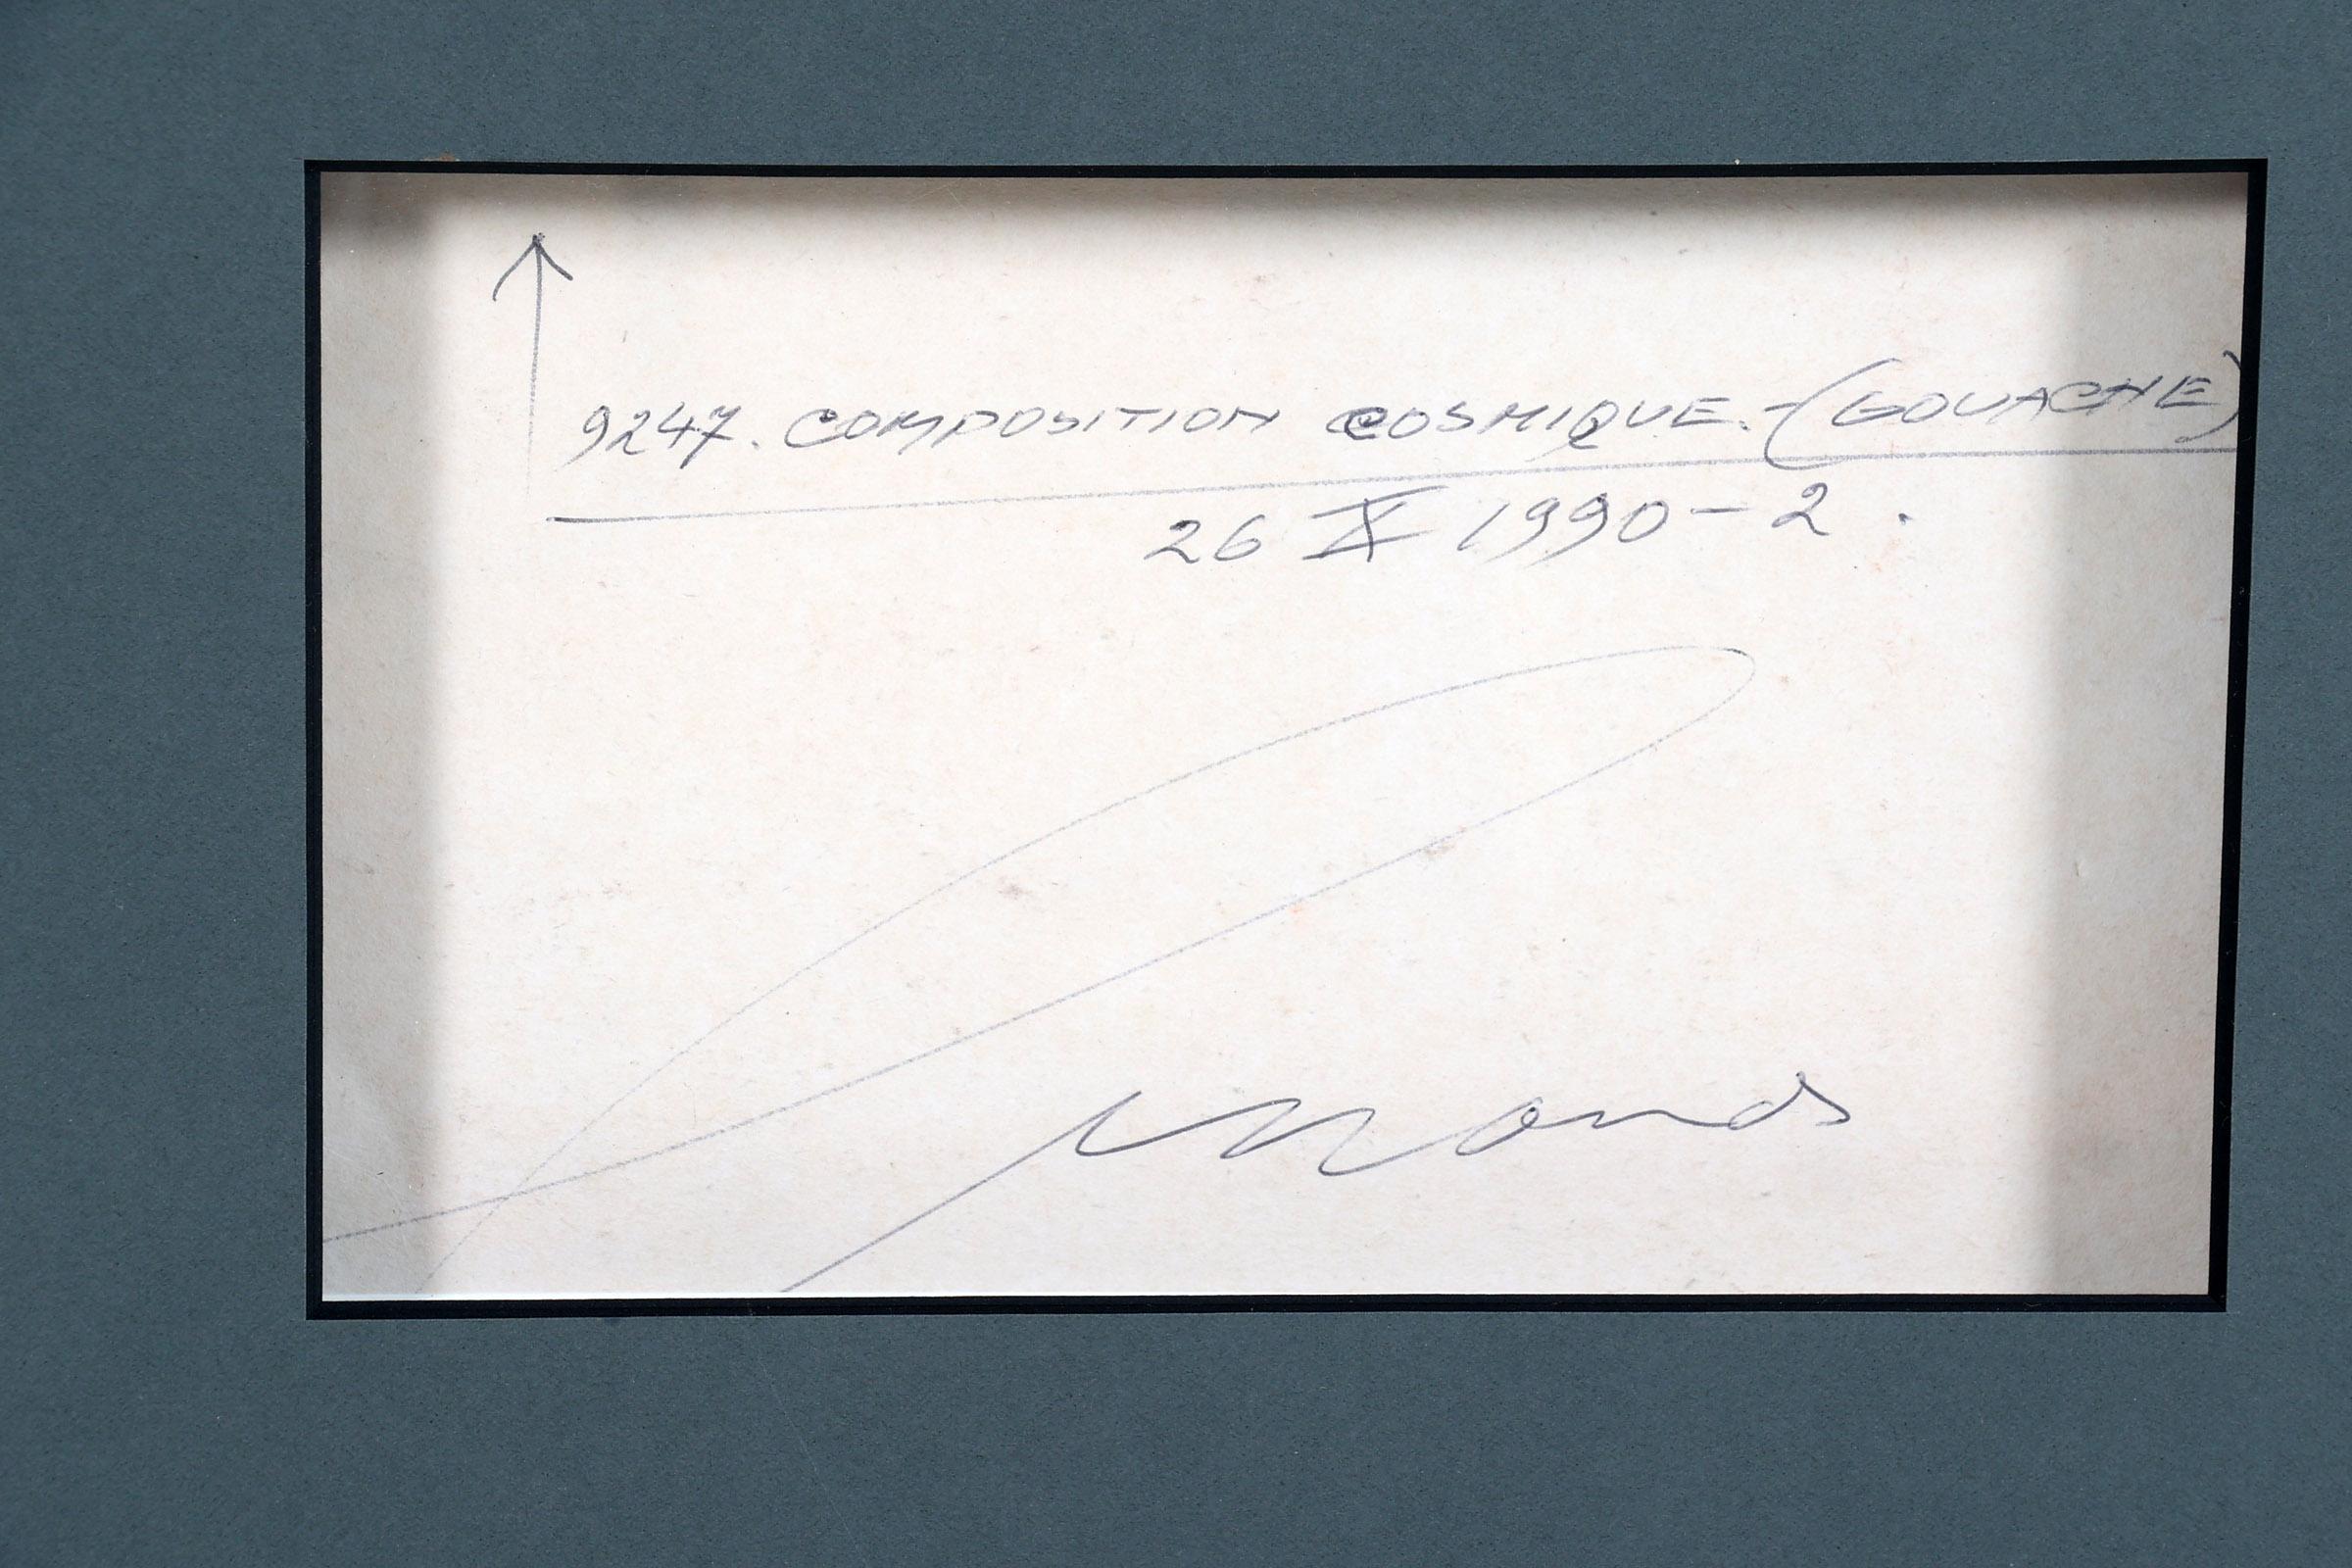 9247. COMPOSITION COSMIQUE. - (GOUACHE)
26 X 1990 - 2.